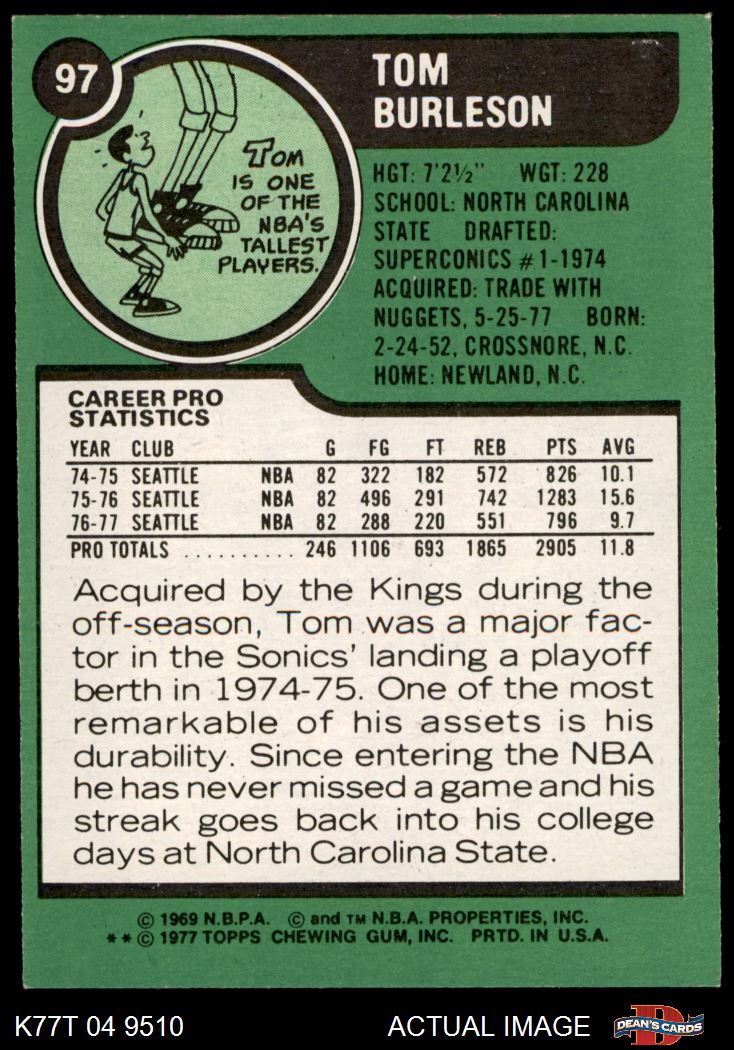 97
TOM
BURLESON
TOM
IS ONE
OF THE
NBA'S
TALLEST
PLAYERS.
HGT: 7'2½" WGT: 228
SCHOOL: NORTH CAROLINA
STATE DRAFTED:
SUPERCONICS #1-1974
ACQUIRED: TRADE WITH
NUGGETS, 5-25-77 BORN:
2-24-52, CROSSNORE, N.C.
HOME: NEWLAND, N.C.
CAREER PRO
STATISTICS
YEAR CLUB G FG FT REB PTS AVG
74-75 SEATTLE NBA 82 322 182 572 826 10.1
75-76 SEATTLE NBA 82 496 291 742 1283 15.6
76-77 SEATTLE NBA 82 288 220 551 796 9.7
PRO TOTALS .......... 246 1106 693 1865 2905 11.8
Acquired by the Kings during the
off-season, Tom was a major fac-
tor in the Sonics' landing a playoff
berth in 1974-75. One of the most
remarkable of his assets is his
durability. Since entering the NBA
he has never missed a game and his
streak goes back into his college
days at North Carolina State.
© 1969 N.B.P.A. © and TM N.B.A. PROPERTIES, INC.
**© 1977 TOPPS CHEWING GUM, INC. PRTD. IN U.S.A.
K77T 04 9510 ACTUAL IMAGE D DEAN'S CARDS